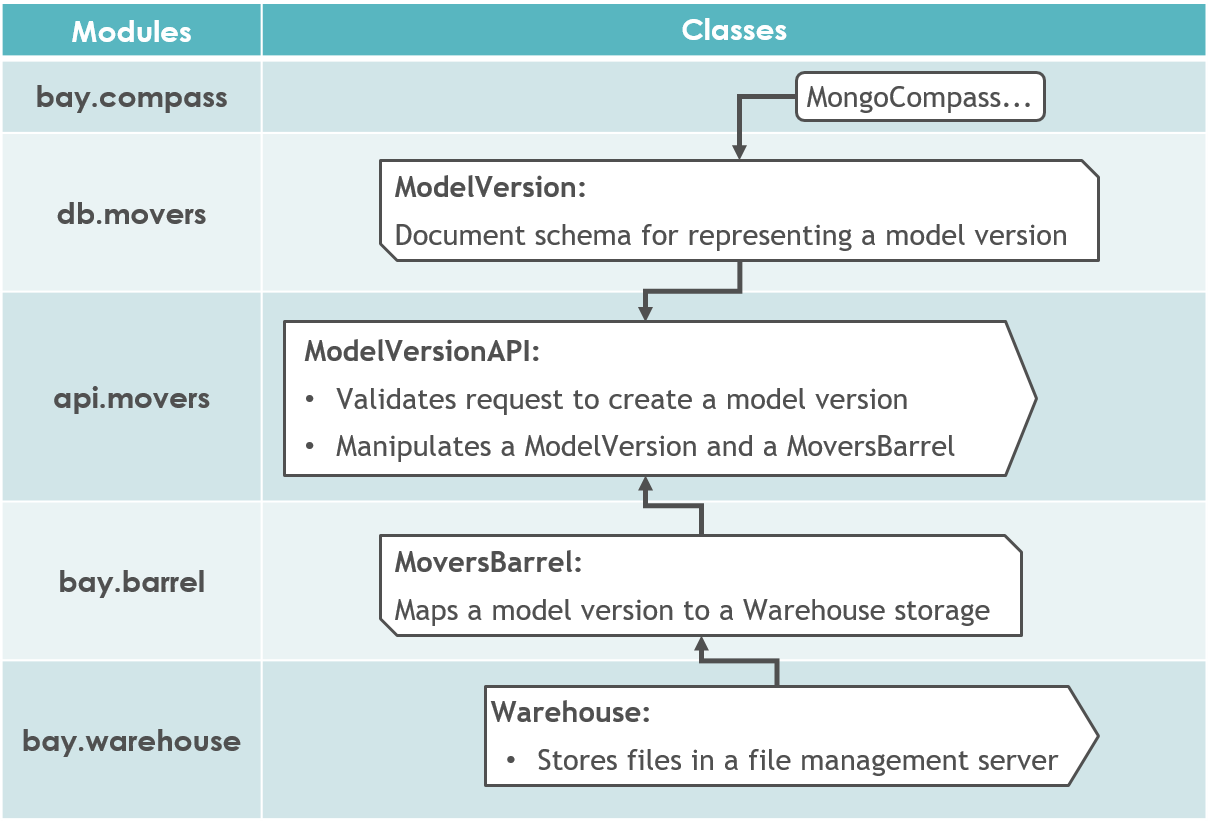 Modules
Classes
bay.compass
MongoCompass...
db.movers
ModelVersion:
Document schema for representing a model version
api.movers
ModelVersionAPI:
• Validates request to create a model version
• Manipulates a ModelVersion and a MoversBarrel
bay.barrel
MoversBarrel:
Maps a model version to a Warehouse storage
bay.warehouse
Warehouse:
• Stores files in a file management server